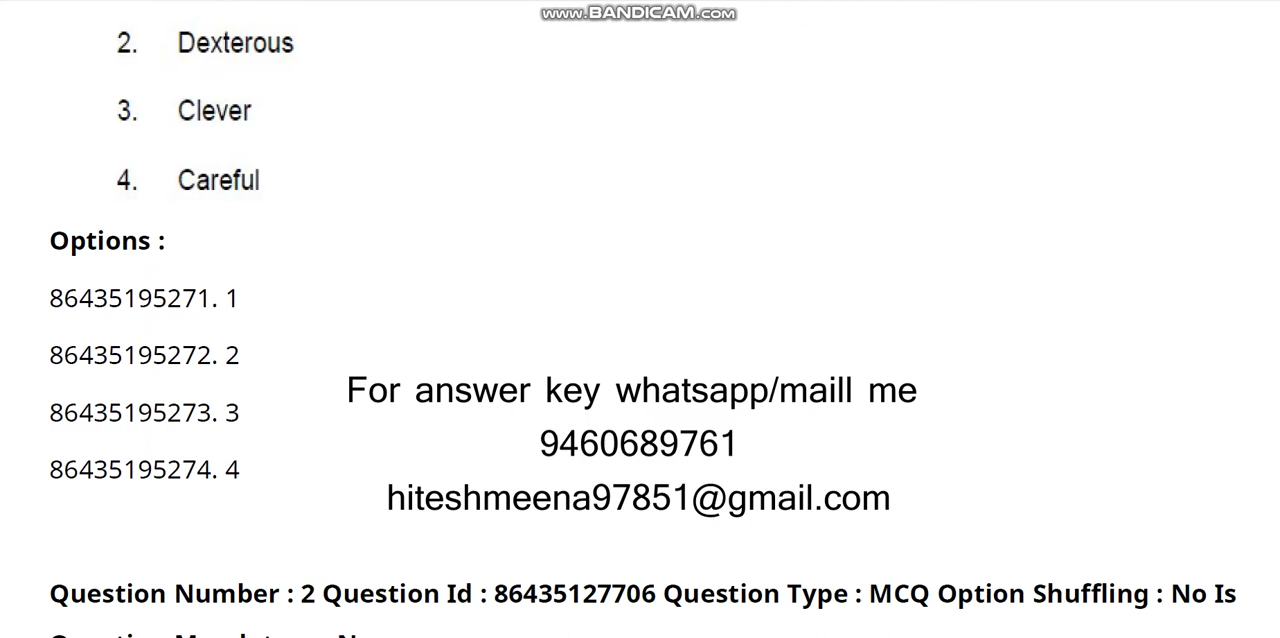 www.BANDICAM.com
2. Dexterous
3. Clever
4. Careful
Options :
86435195271. 1
86435195272. 2
86435195273. 3
86435195274. 4
For answer key whatsapp/maill me
9460689761
hiteshmeena97851@gmail.com
Question Number : 2 Question Id : 86435127706 Question Type : MCQ Option Shuffling : No Is